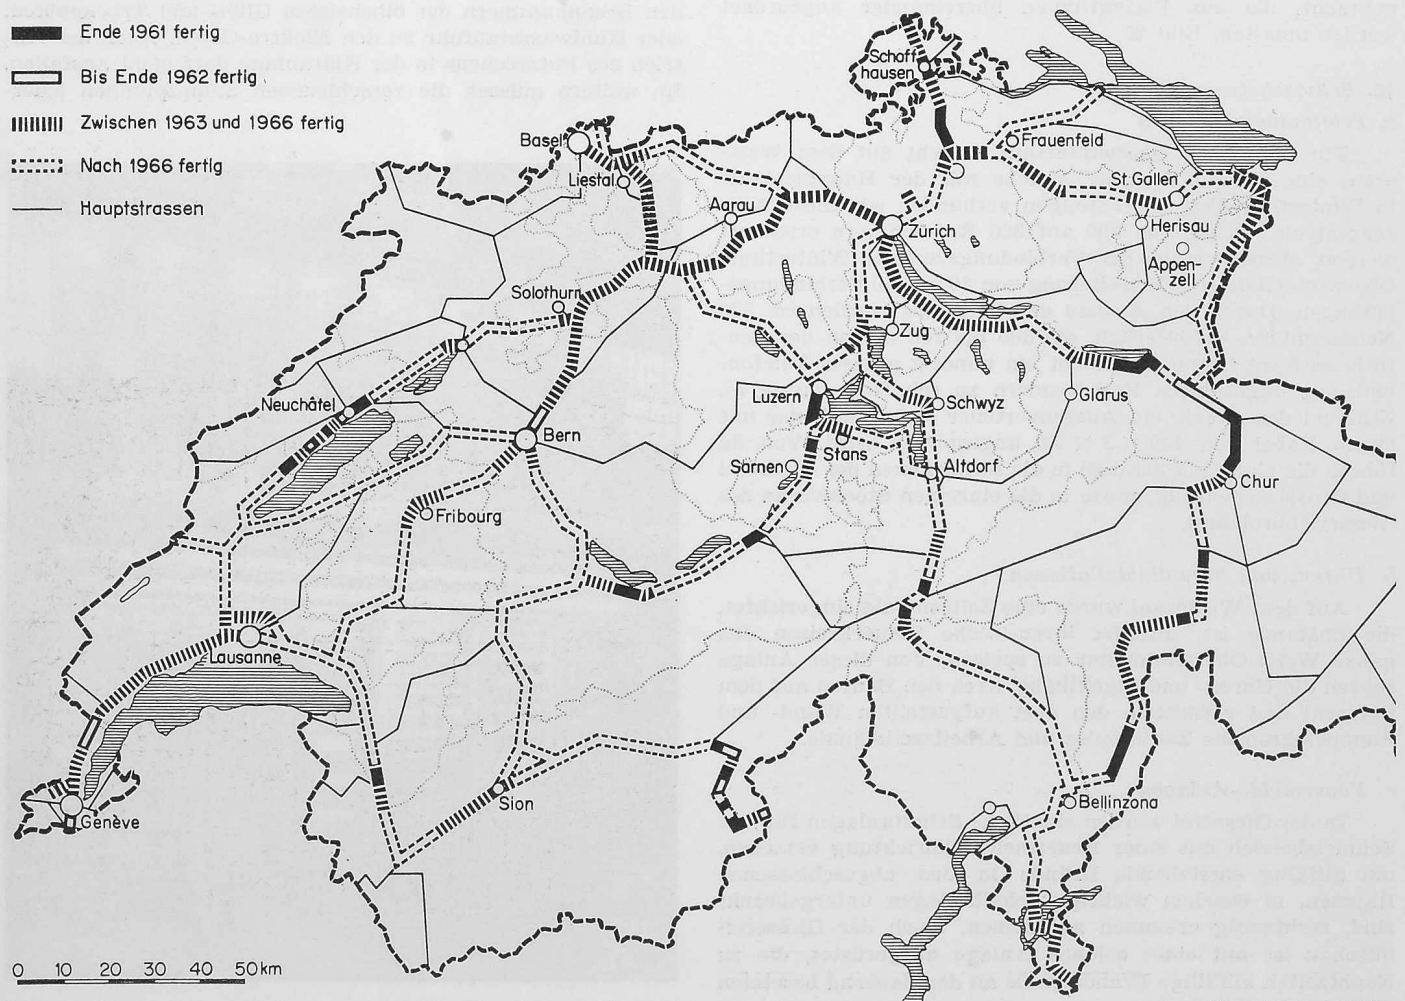 Ende 1961 fertig
Bis Ende 1962 fertig
Zwischen 1963 und 1966 fertig
Nach 1966 fertig
Hauptstrassen
Schaff
hausen
Basel
Frauenfeld
Liestal
St. Gallen
Aarau
Zürich
Herisau
Appen-
zell
Solothurn
Zug
Neuchâtel
Luzern
Schwyz
Glarus
Bern
Stans
Sarnen
Altdorf
Chur
Fribourg
Lausanne
Sion
Bellinzona
Genève
0 10 20 30 40 50 km